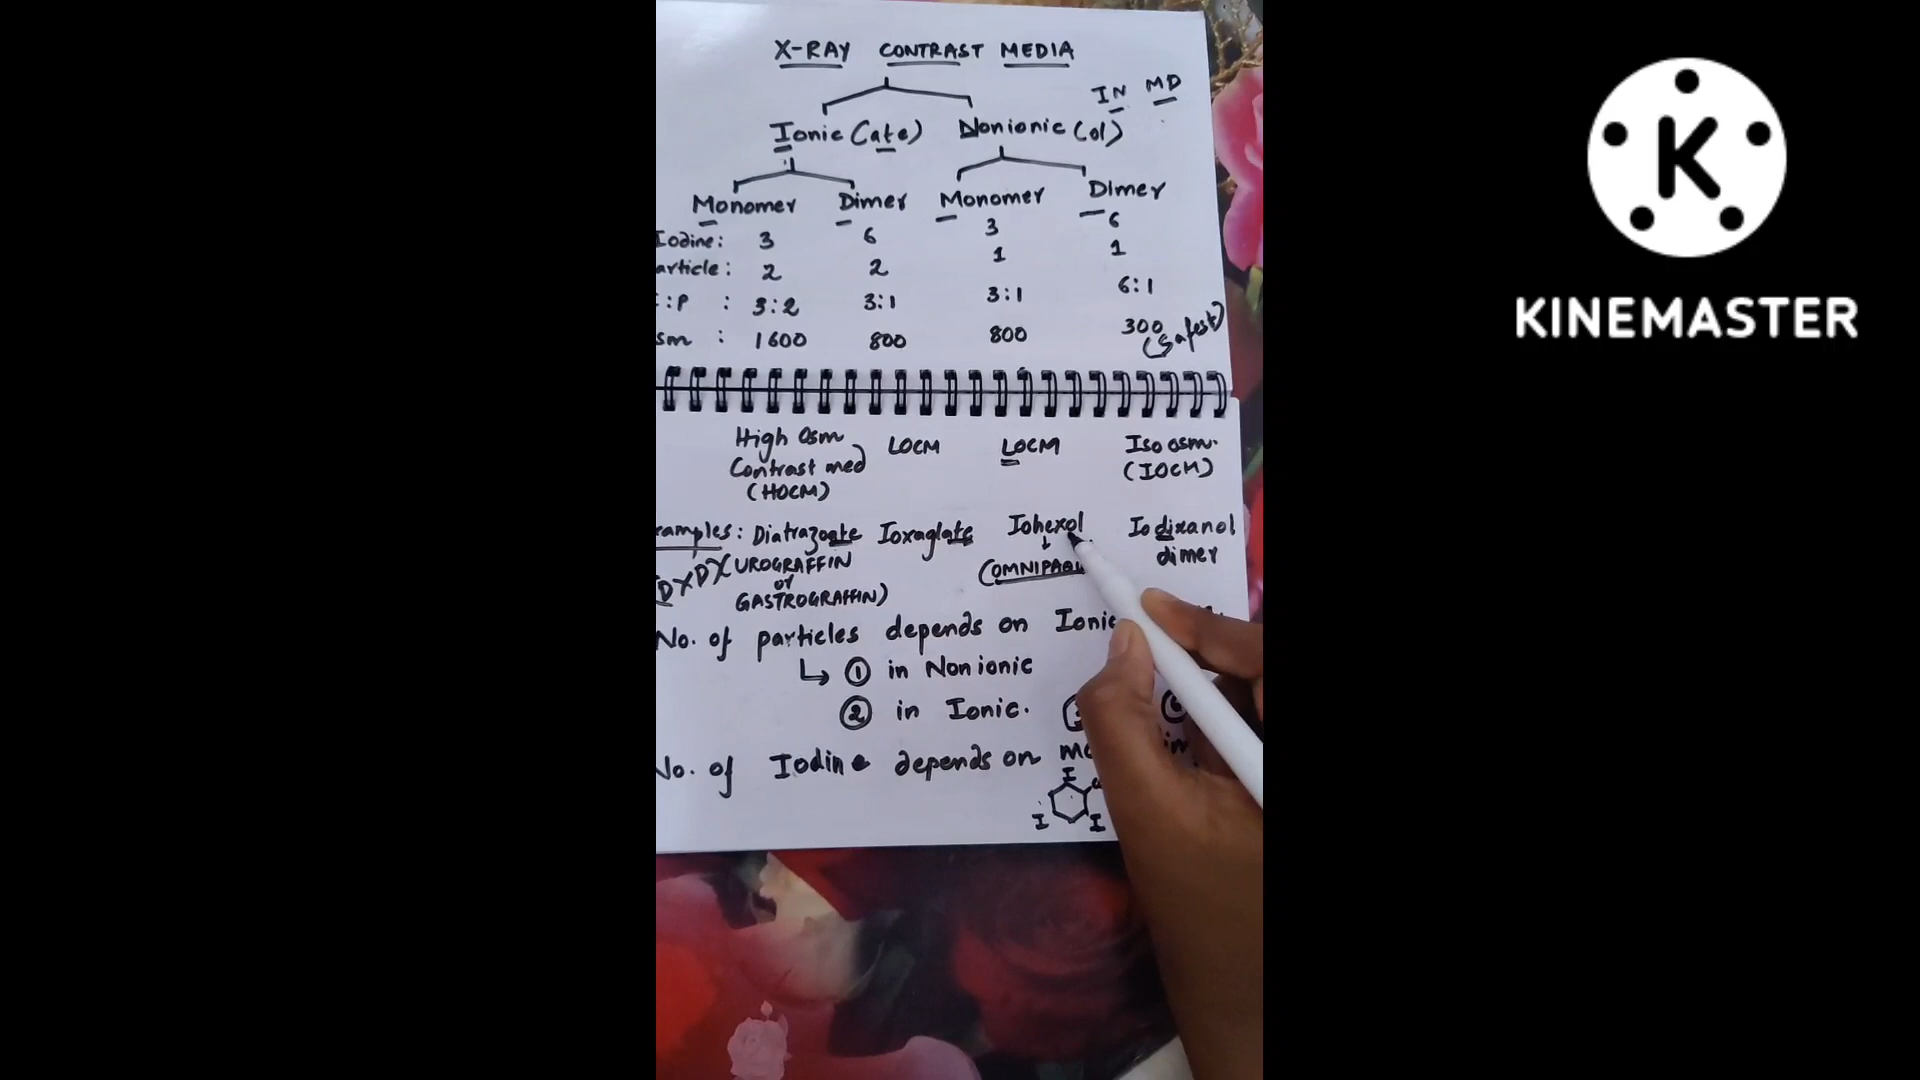 X-RAY CONTRAST MEDIA
IN MD
Ionic (ate) Nonionic (ol)
Monomer Dimer Monomer DImer
Iodine: 3 6 3 6
article: 2 2 1 1
:P : 3:2 3:1 3:1 6:1
sm : 1600 800 800 300 (Safest)
High Osm LOCM LOCM Iso osm.
Contrast med (IOCM)
(HOCM)
xamples: Diatrazoate Ioxaglate Iohexol Iodixanol
(UROGRAFFIN (OMNIPAQU dimer
or
GASTROGRAFFIN)
No. of particles depends on Ionic
① in Nonionic
② in Ionic.
No. of Iodine depends on
I
I I
K
KINEMASTER